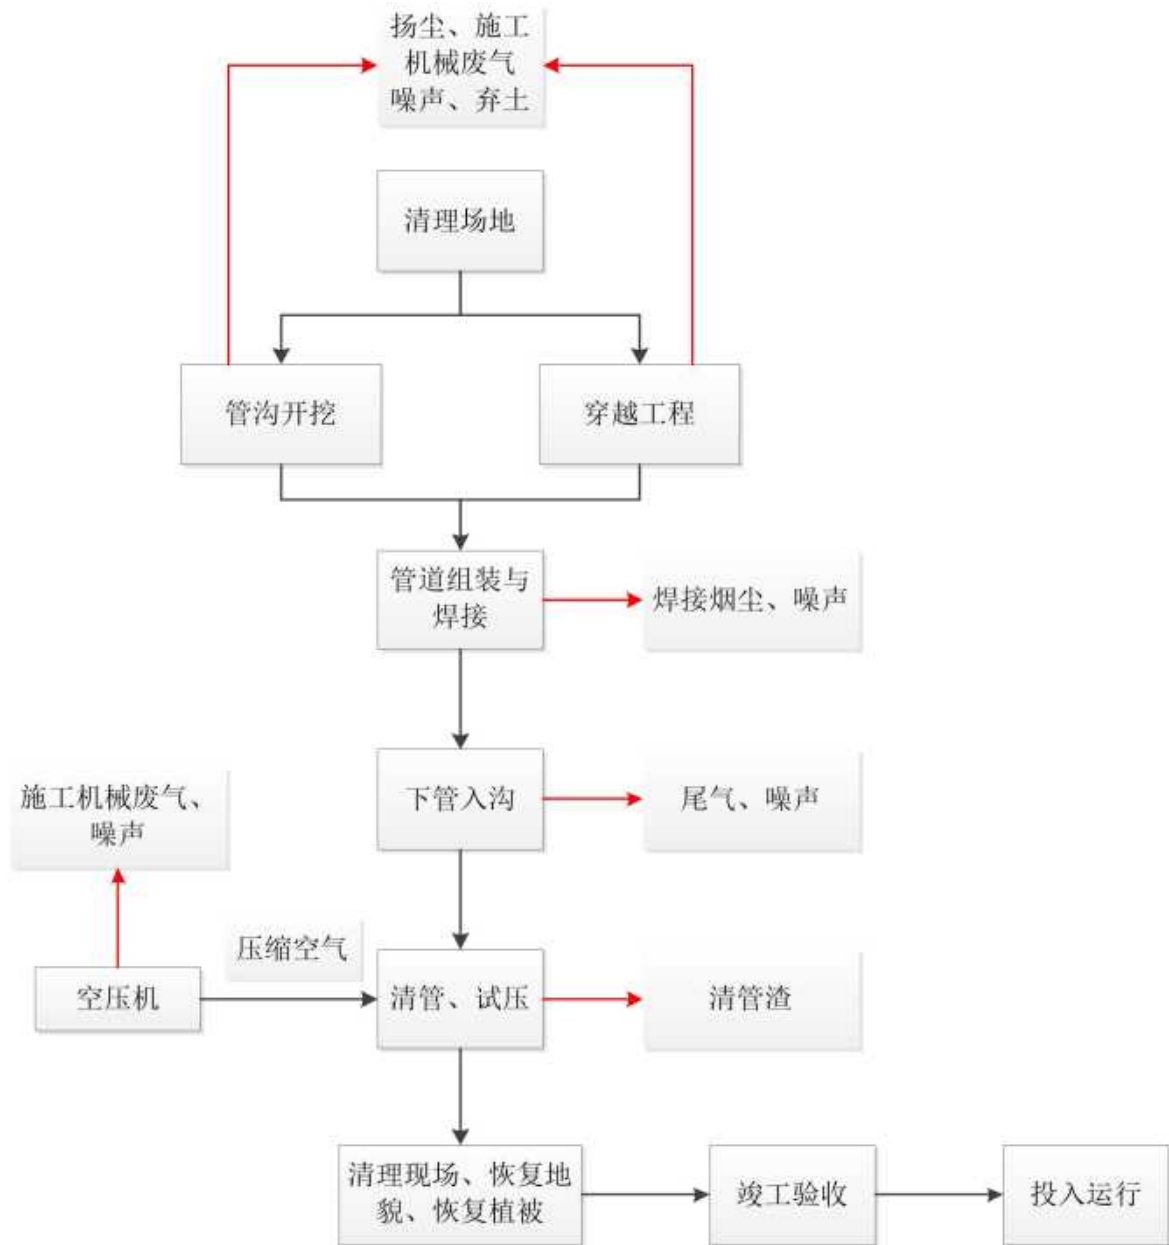 扬尘、施工
机械废气
噪声、弃土
清理场地
管沟开挖
穿越工程
管道组装与
焊接
焊接烟尘、噪声
下管入沟
尾气、噪声
施工机械废气、
噪声
压缩空气
空压机
清管、试压
清管渣
清理现场、恢复地
貌、恢复植被
竣工验收
投入运行